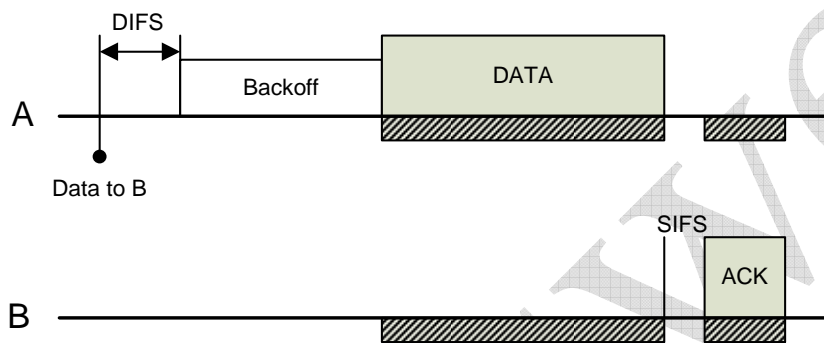 DIFS
Backoff
DATA
A
Data to B
SIFS
ACK
B